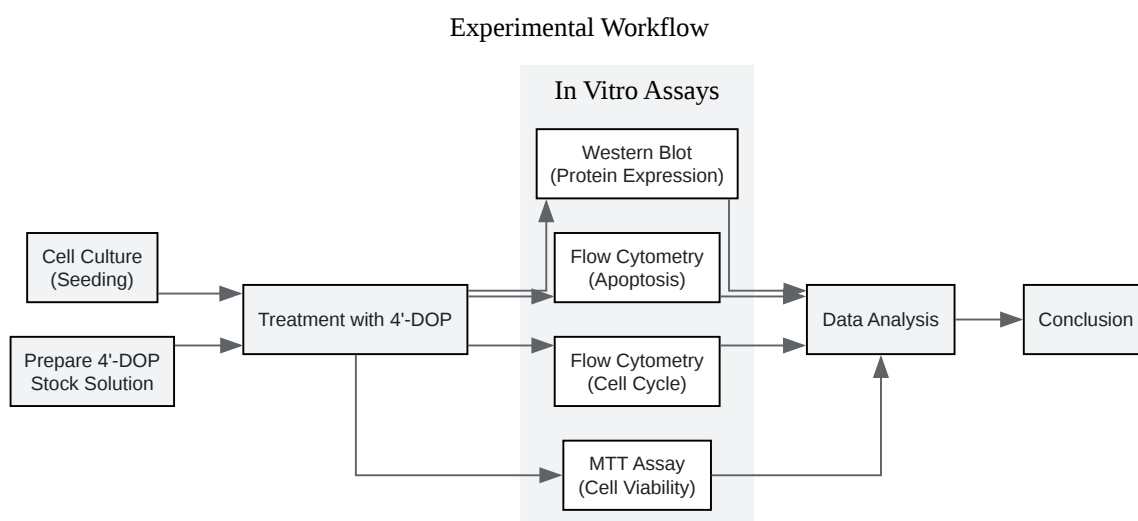 Experimental Workflow
In Vitro Assays
Western Blot
(Protein Expression)
Cell Culture
(Seeding)
Flow Cytometry
(Apoptosis)
Treatment with 4'-DOP
Data Analysis
Conclusion
Prepare 4'-DOP
Stock Solution
Flow Cytometry
(Cell Cycle)
MTT Assay
(Cell Viability)